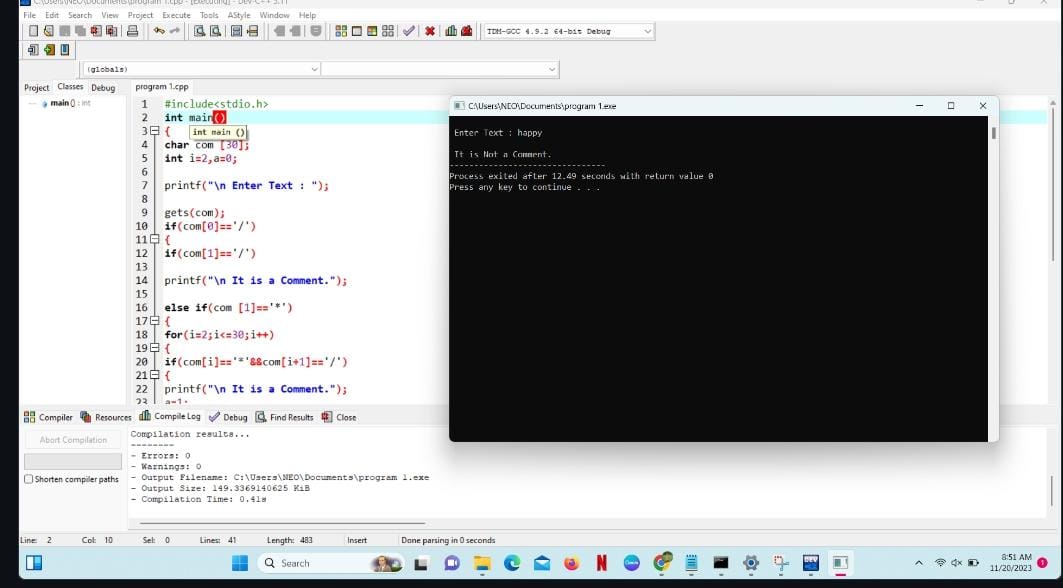 C:\Users\NEO\Documents\program 1.cpp - [Executing] - Dev-C++ 5.11
File Edit Search View Project Execute Tools AStyle Window Help
TDM-GCC 4.9.2 64-bit Debug
(globals)
Project Classes Debug
main () : int
program 1.cpp
1 #include<stdio.h>
2 int main()
3 {
int main ()
4 char com [30];
5 int i=2,a=0;
6
7 printf("\n Enter Text : ");
8
9 gets(com);
10 if(com[0]=='/')
11 {
12 if(com[1]=='/')
13
14 printf("\n It is a Comment.");
15
16 else if(com [1]=='*')
17 {
18 for(i=2;i<=30;i++)
19 {
20 if(com[i]=='*'&&com[i+1]=='/')
21 {
22 printf("\n It is a Comment.");
23 a=1;
C:\Users\NEO\Documents\program 1.exe
Enter Text : happy
It is Not a Comment.
--------------------------------
Process exited after 12.49 seconds with return value 0
Press any key to continue . . .
Compiler Resources Compile Log Debug Find Results Close
Abort Compilation
Shorten compiler paths
Compilation results...
--------
- Errors: 0
- Warnings: 0
- Output Filename: C:\Users\NEO\Documents\program 1.exe
- Output Size: 149.3369140625 KiB
- Compilation Time: 0.41s
Line: 2 Col: 10 Sel: 0 Lines: 41 Length: 483 Insert Done parsing in 0 seconds
Search
8:51 AM
11/20/2023
1